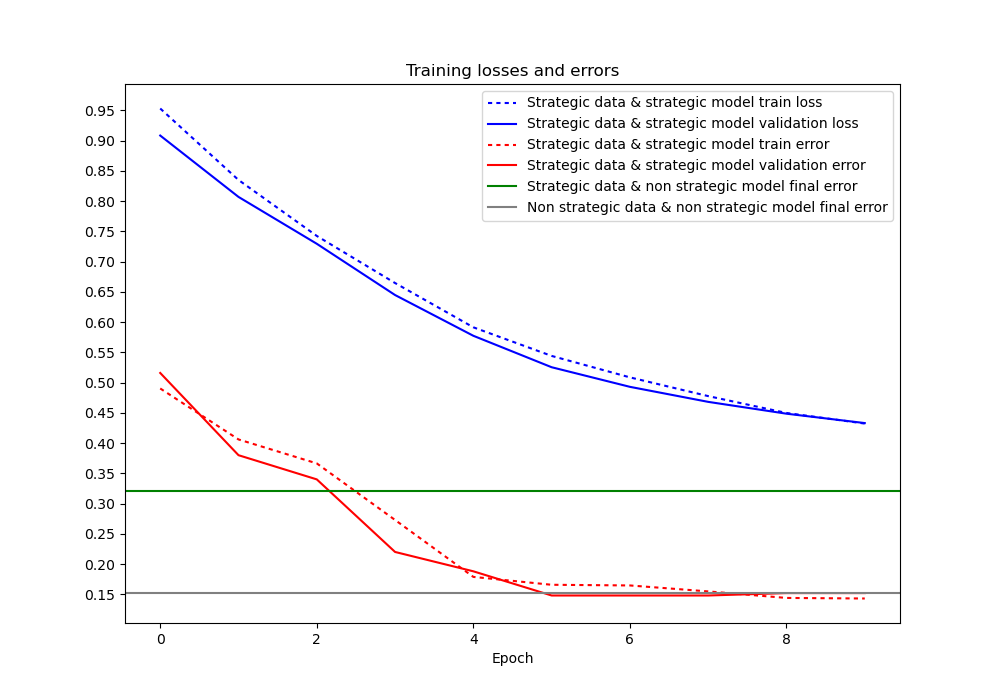 Training losses and errors
Strategic data & strategic model train loss
Strategic data & strategic model validation loss
Strategic data & strategic model train error
Strategic data & strategic model validation error
Strategic data & non strategic model final error
Non strategic data & non strategic model final error
0.95
0.90
0.85
0.80
0.75
0.70
0.65
0.60
0.55
0.50
0.45
0.40
0.35
0.30
0.25
0.20
0.15
0 2 4 6 8
Epoch